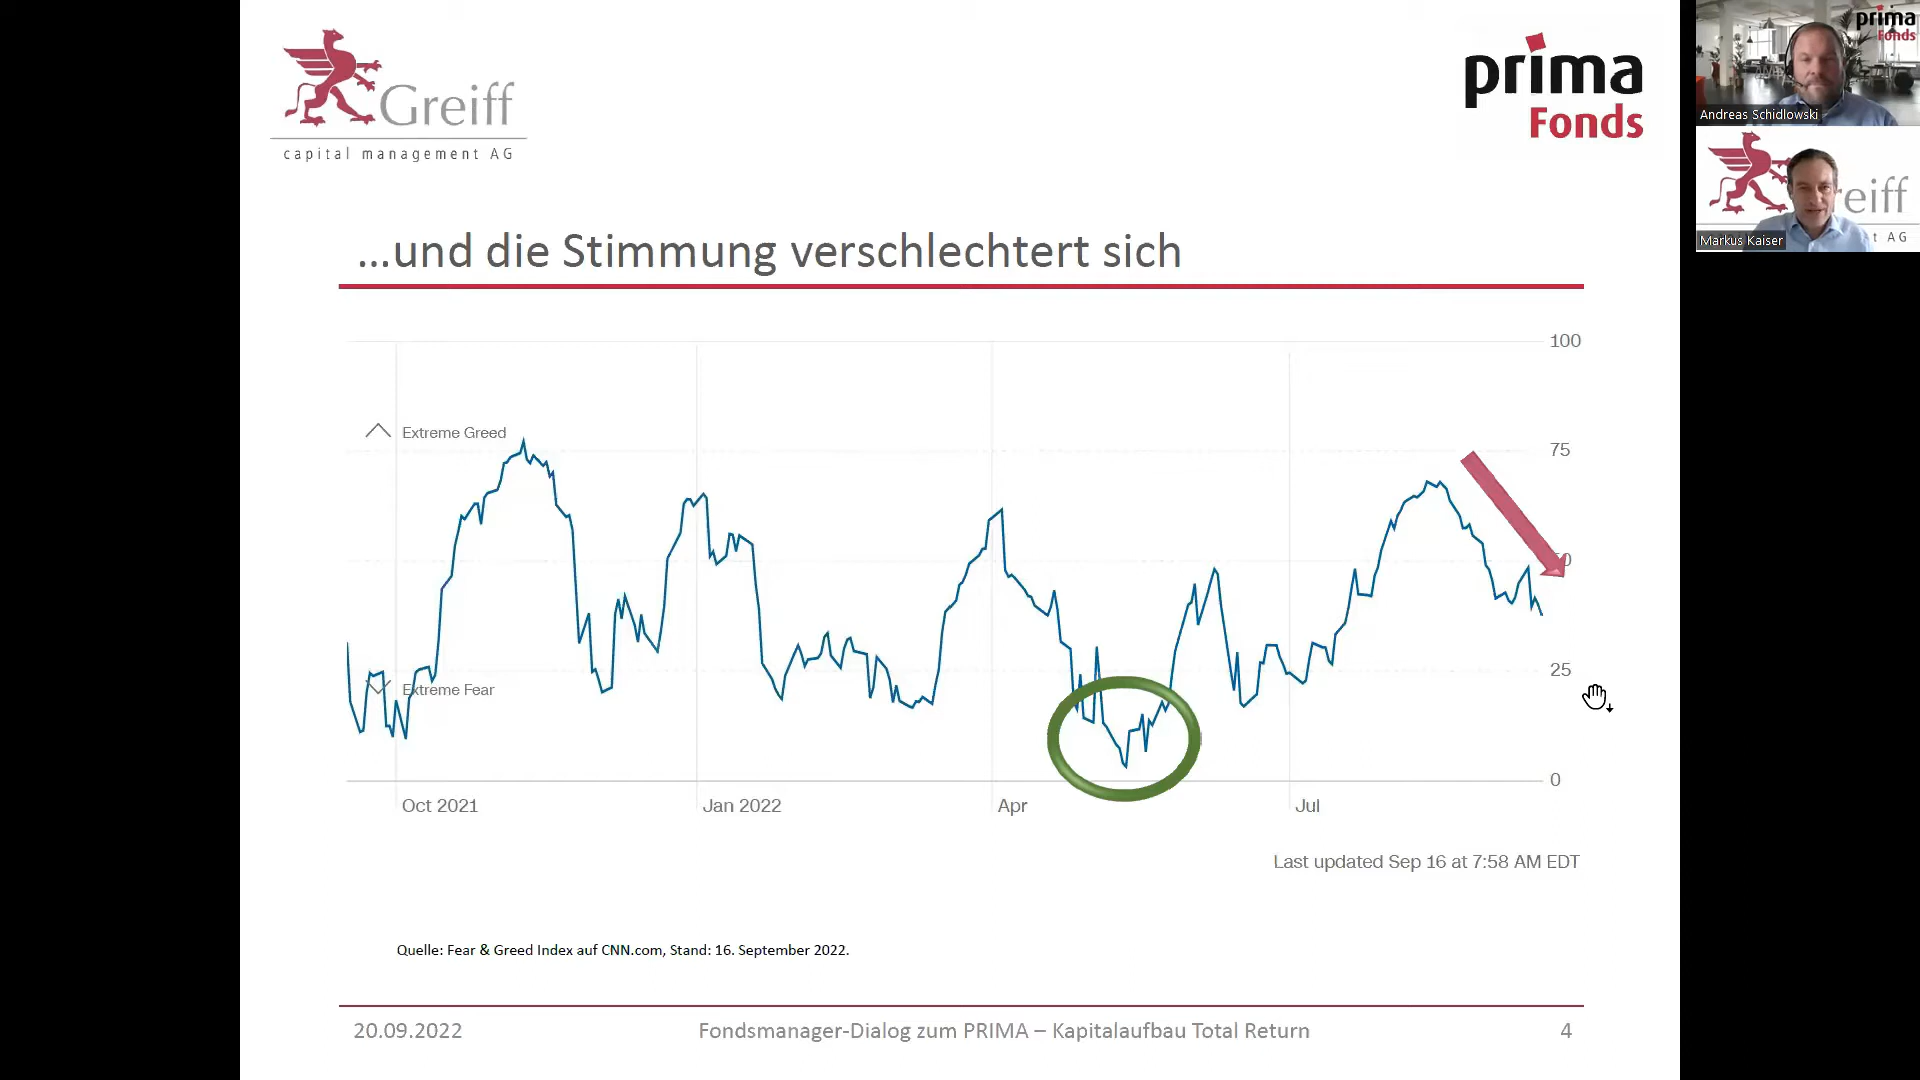 Greiff
capital management AG
prima
Fonds
prima
Fonds
Andreas Schidlowski
eiff
t AG
Markus Kaiser
...und die Stimmung verschlechtert sich
100
Extreme Greed
75
25
Extreme Fear
0
Oct 2021
Jan 2022
Apr
Jul
Last updated Sep 16 at 7:58 AM EDT
Quelle: Fear & Greed Index auf CNN.com, Stand: 16. September 2022.
20.09.2022
Fondsmanager-Dialog zum PRIMA – Kapitalaufbau Total Return
4